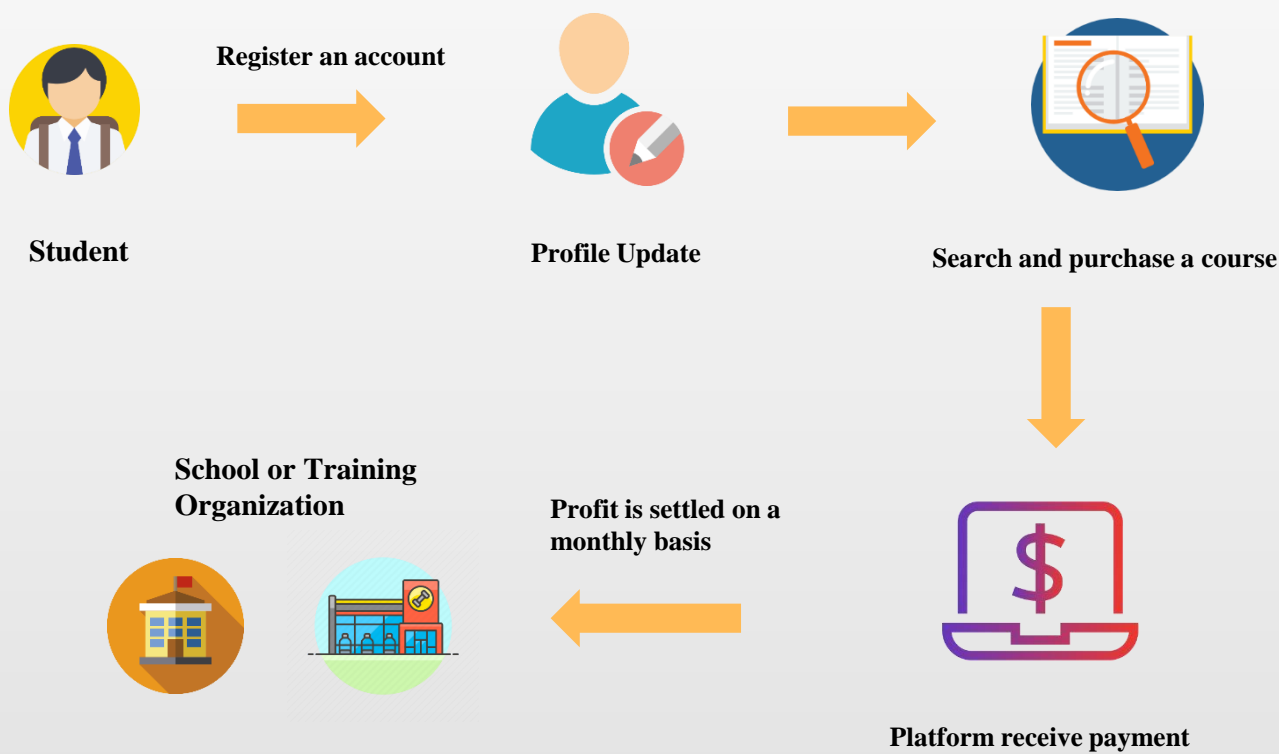 Register an account
Student
Profile Update
Search and purchase a course
School or Training
Organization
Profit is settled on a
monthly basis
Platform receive payment